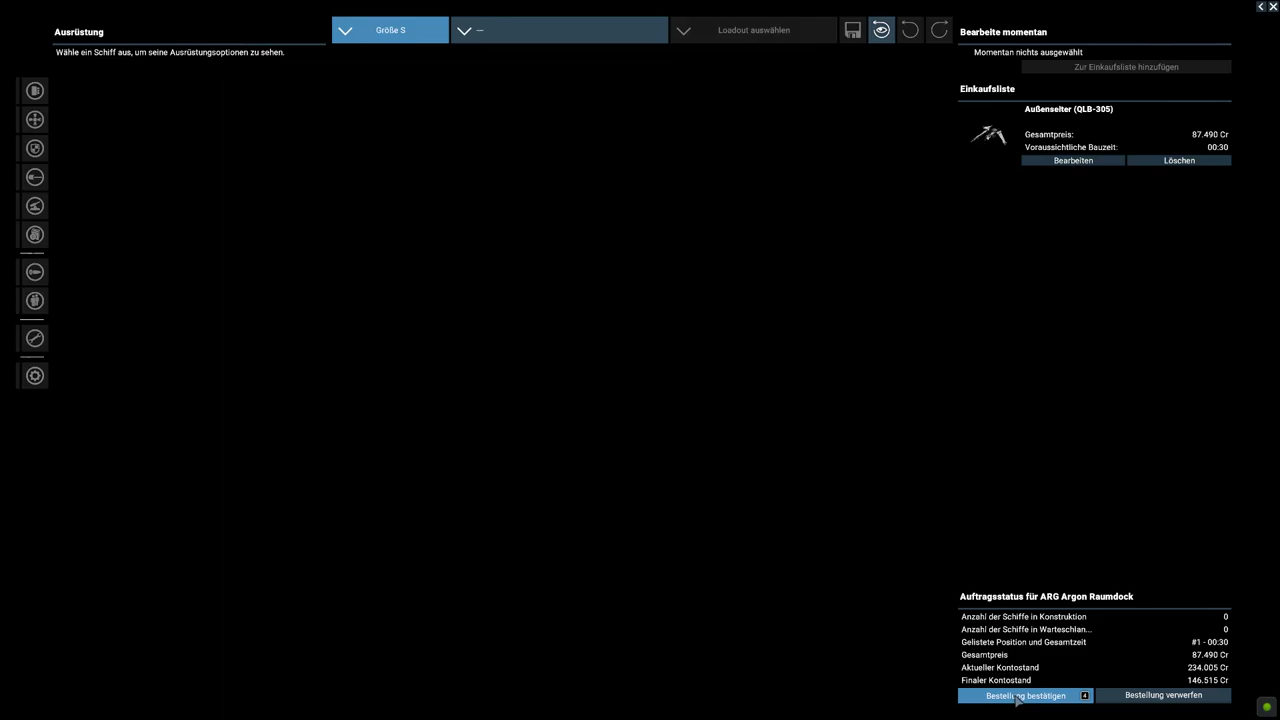 Ausrüstung
Wähle ein Schiff aus, um seine Ausrüstungsoptionen zu sehen.
Größe S
—
Loadout auswählen
Bearbeite momentan
Momentan nichts ausgewählt
Zur Einkaufsliste hinzufügen
Einkaufsliste
Außenseiter (QLB-305)
Gesamtpreis: 87.490 Cr
Voraussichtliche Bauzeit: 00:30
Bearbeiten Löschen
Auftragsstatus für ARG Argon Raumdock
Anzahl der Schiffe in Konstruktion 0
Anzahl der Schiffe in Warteschlan... 0
Gelistete Position und Gesamtzeit #1 - 00:30
Gesamtpreis 87.490 Cr
Aktueller Kontostand 234.005 Cr
Finaler Kontostand 146.515 Cr
Bestellung bestätigen 4 Bestellung verwerfen